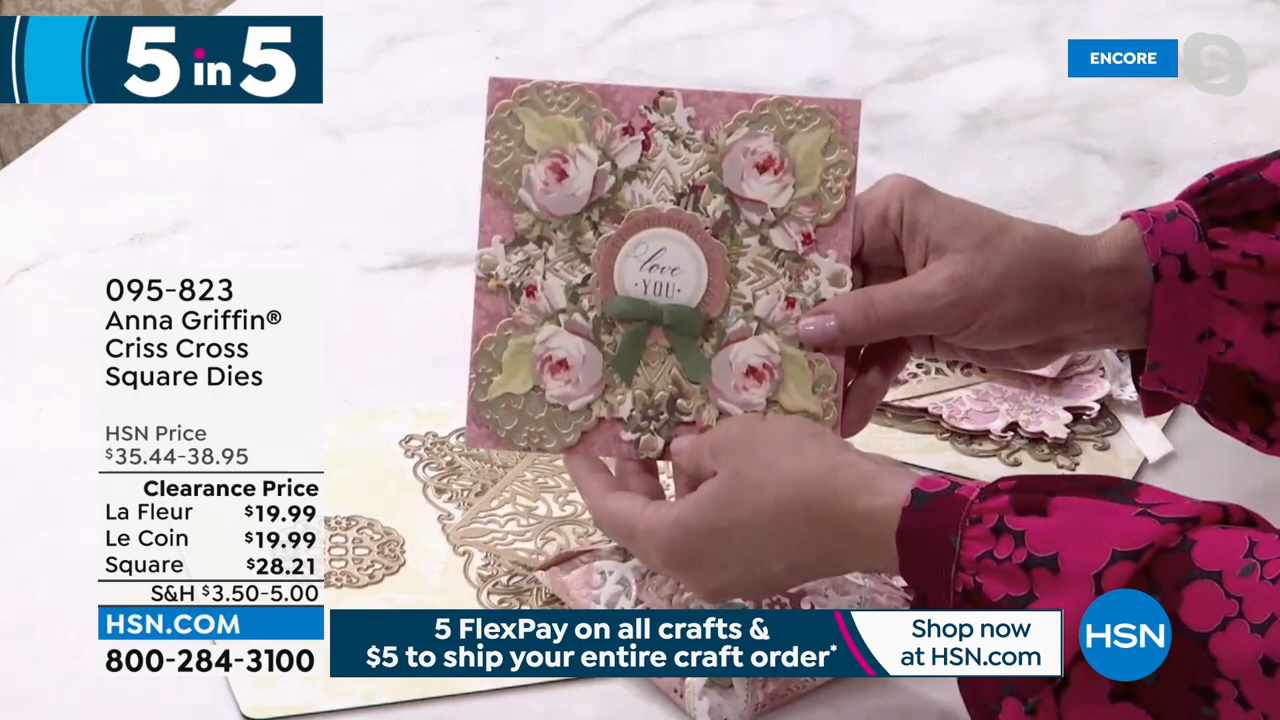 5 in 5
ENCORE
S
love
·YOU·
095-823
Anna Griffin®
Criss Cross
Square Dies
HSN Price
$35.44-38.95
Clearance Price
La Fleur $19.99
Le Coin $19.99
Square $28.21
S&H $3.50-5.00
HSN.COM
800-284-3100
5 FlexPay on all crafts &
$5 to ship your entire craft order*
Shop now
at HSN.com
HSN